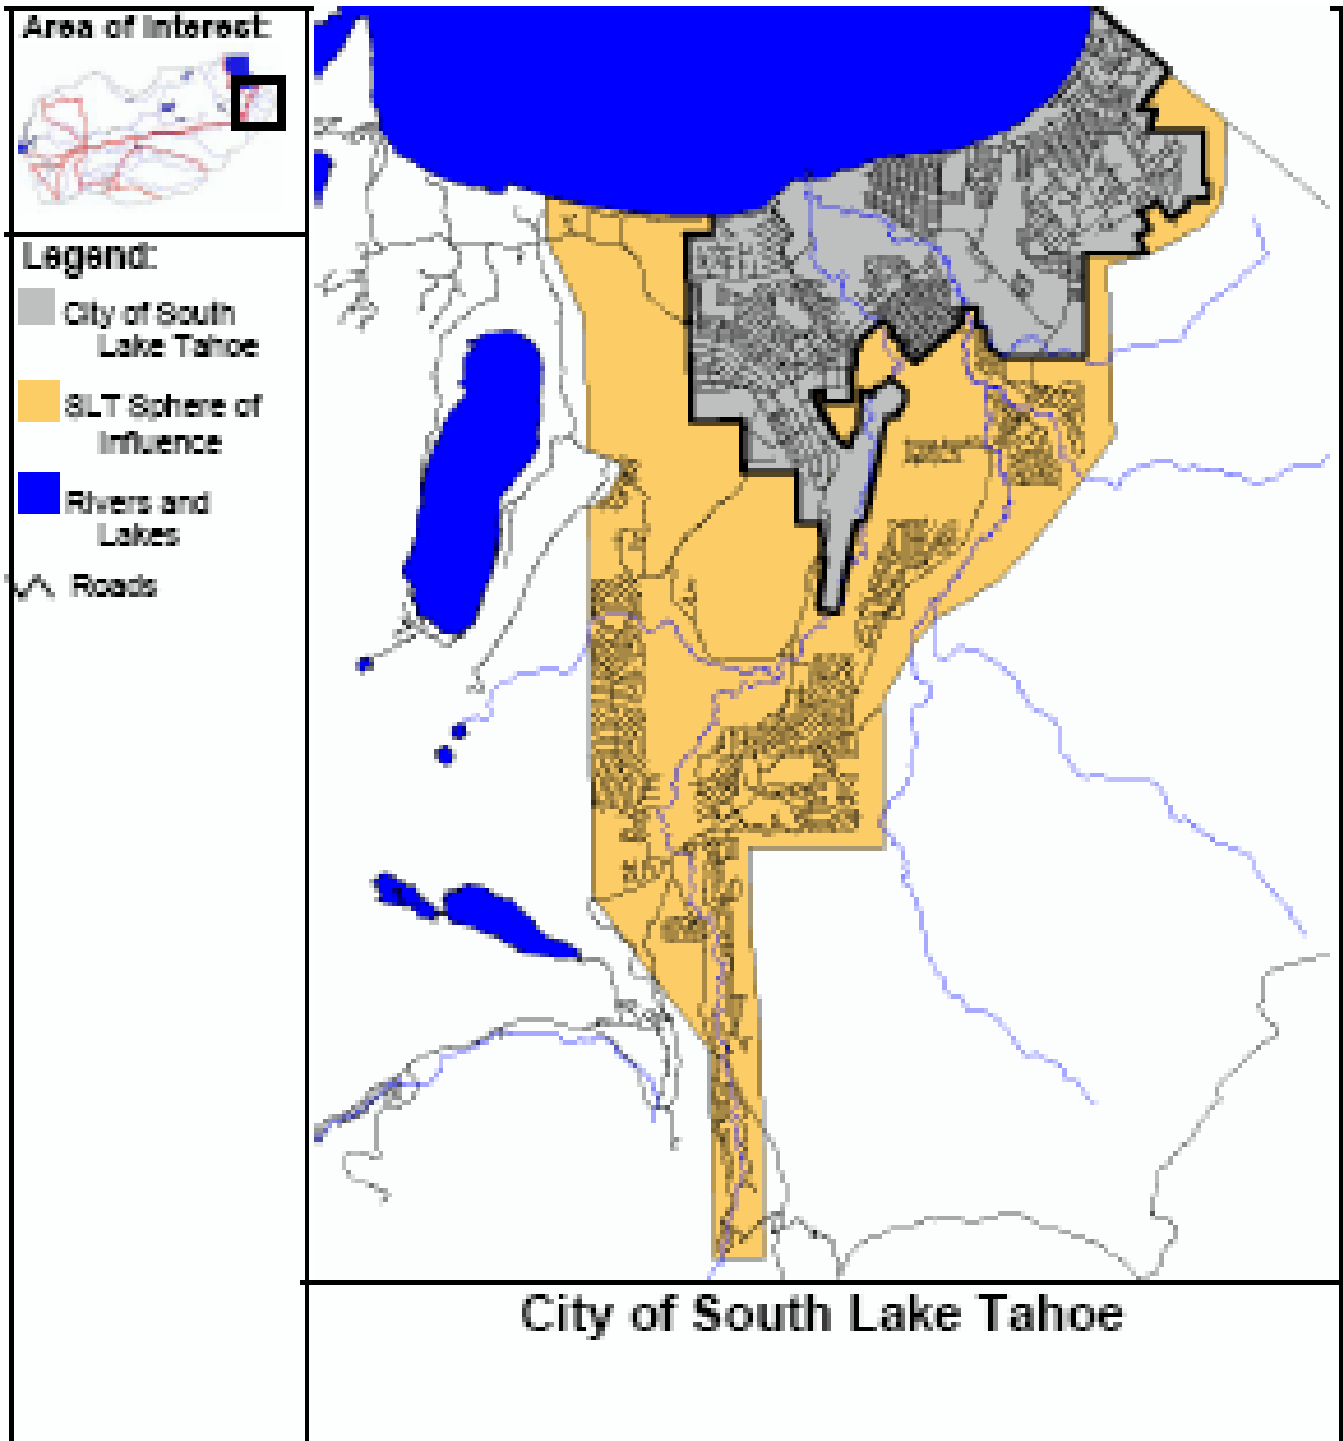 Area of Interest:
Legend:
City of South
Lake Tahoe
SLT Sphere of
Influence
Rivers and
Lakes
Roads
City of South Lake Tahoe